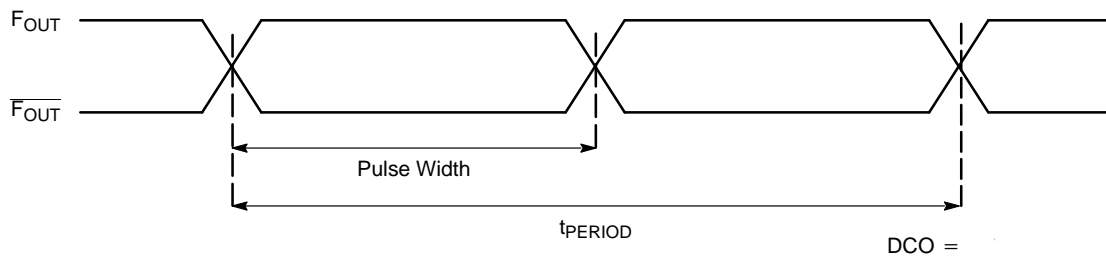 FOUT
FOUT
Pulse Width
tPERIOD
DCO =